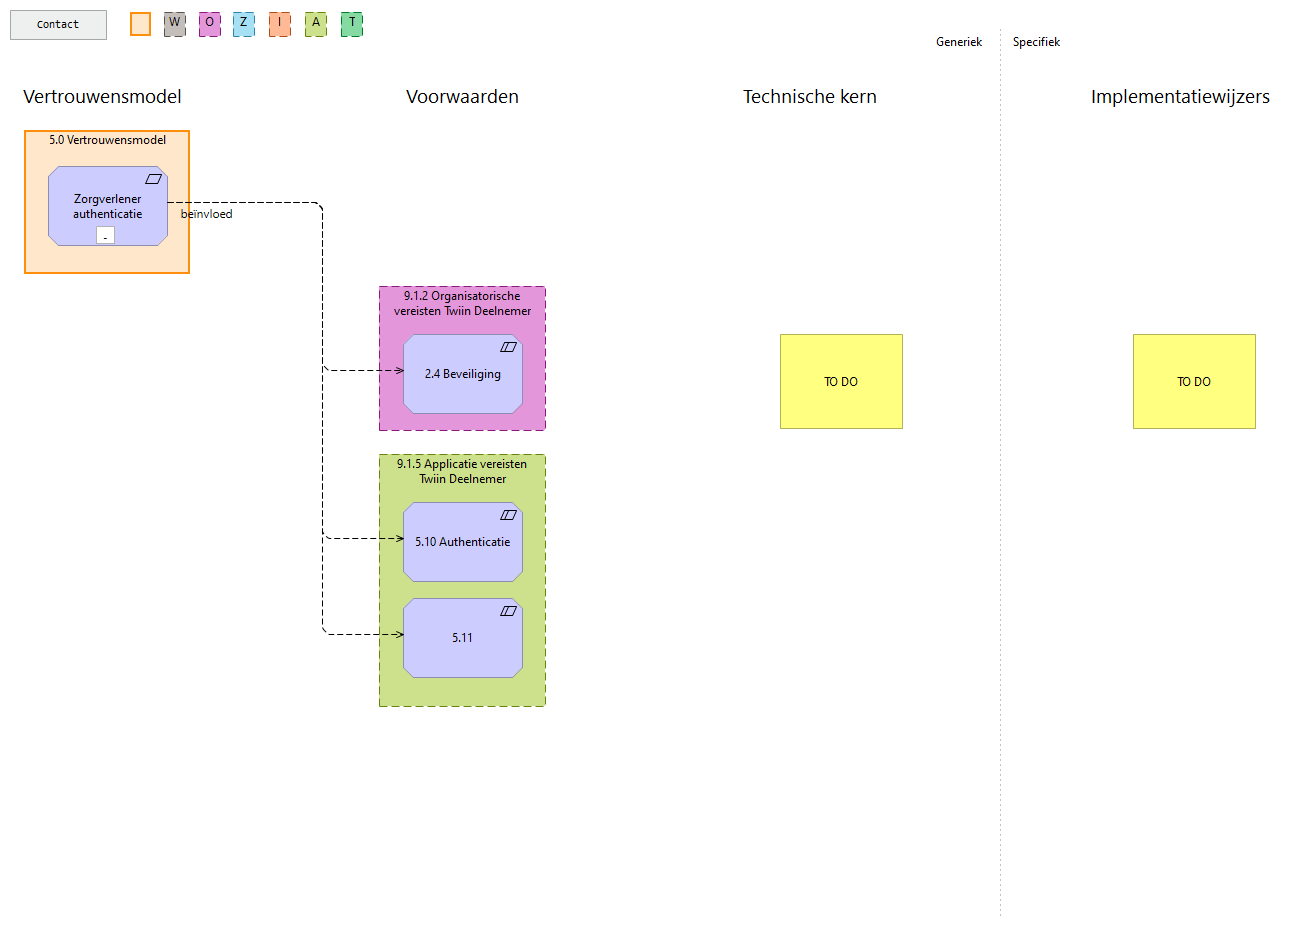 Contact
W O Z I A T
Generiek
Specifiek
Vertrouwensmodel
Voorwaarden
Technische kern
Implementatiewijzers
5.0 Vertrouwensmodel
Zorgverlener
authenticatie
-
beïnvloed
9.1.2 Organisatorische
vereisten Twiin Deelnemer
2.4 Beveiliging
TO DO
TO DO
9.1.5 Applicatie vereisten
Twiin Deelnemer
5.10 Authenticatie
5.11